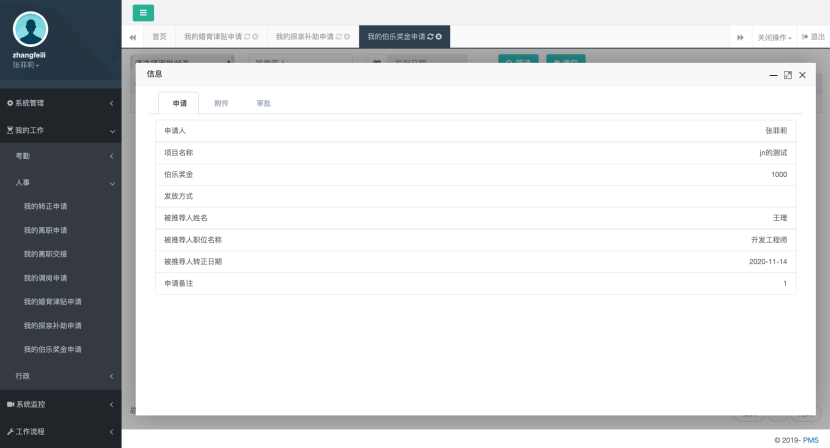 zhangfeili
张菲莉
系统管理
我的工作
考勤
人事
我的转正申请
我的离职申请
我的离职交接
我的调岗申请
我的婚育津贴申请
我的探亲补助申请
我的伯乐奖金申请
行政
系统监控
工作流程
首页
我的婚育津贴申请
我的探亲补助申请
我的伯乐奖金申请
关闭操作
退出
信息
申请
附件
审批
申请人 张菲莉
项目名称 jn的测试
伯乐奖金 1000
发放方式
被推荐人姓名 王理
被推荐人职位名称 开发工程师
被推荐人转正日期 2020-11-14
申请备注 1
© 2019- PMS